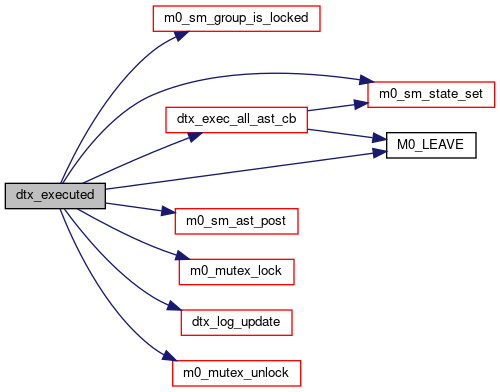 m0_sm_group_is_locked
m0_sm_state_set
dtx_exec_all_ast_cb
M0_LEAVE
dtx_executed
m0_sm_ast_post
m0_mutex_lock
dtx_log_update
m0_mutex_unlock